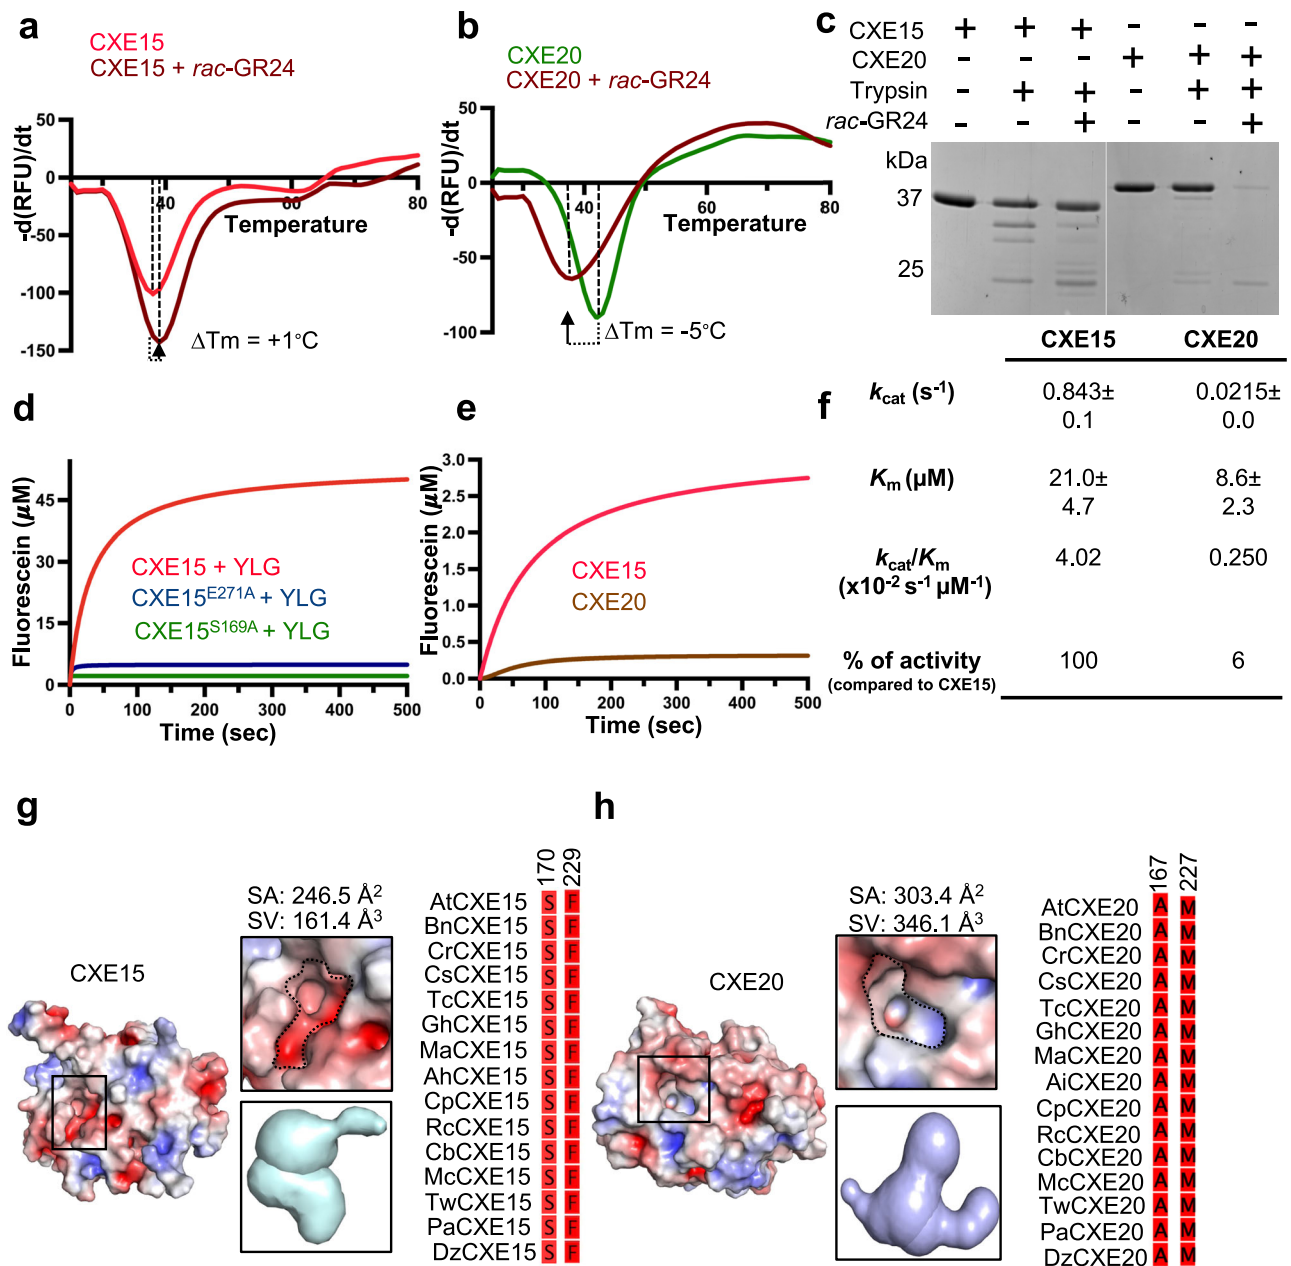 a
CXE15
CXE15 + rac-GR24
-d(RFU)/dt
50
0
-50
-100
-150
40
60
80
Temperature
ΔTm = +1°C
b
CXE20
CXE20 + rac-GR24
-d(RFU)/dt
50
0
-50
-100
40
60
80
Temperature
ΔTm = -5°C
c
CXE15 + + + - - -
CXE20 - - - + + +
Trypsin - + + - + +
rac-GR24 - - + - - +
kDa
37
25
d
Fluorescein (μM)
45
30
15
0
CXE15 + YLG
CXE15E271A + YLG
CXE15S169A + YLG
0 100 200 300 400 500
Time (sec)
e
Fluorescein (μM)
3.0
2.5
2.0
1.5
1.0
0.5
0.0
CXE15
CXE20
0 100 200 300 400 500
Time (sec)
f
CXE15 CXE20
kcat (s-1) 0.843± 0.0215±
0.1 0.0
Km (μM) 21.0± 8.6±
4.7 2.3
kcat/Km 4.02 0.250
(x10-2 s-1 μM-1)
% of activity 100 6
(compared to CXE15)
g
CXE15
SA: 246.5 Å2
SV: 161.4 Å3
170 229
AtCXE15 S F
BnCXE15 S F
CrCXE15 S F
CsCXE15 S F
TcCXE15 S F
GhCXE15 S F
MaCXE15 S F
AhCXE15 S F
CpCXE15 S F
RcCXE15 S F
CbCXE15 S F
McCXE15 S F
TwCXE15 S F
PaCXE15 S F
DzCXE15 S F
h
CXE20
SA: 303.4 Å2
SV: 346.1 Å3
167 227
AtCXE20 A M
BnCXE20 A M
CrCXE20 A M
CsCXE20 A M
TcCXE20 A M
GhCXE20 A M
MaCXE20 A M
AiCXE20 A M
CpCXE20 A M
RcCXE20 A M
CbCXE20 A M
McCXE20 A M
TwCXE20 A M
PaCXE20 A M
DzCXE20 A M